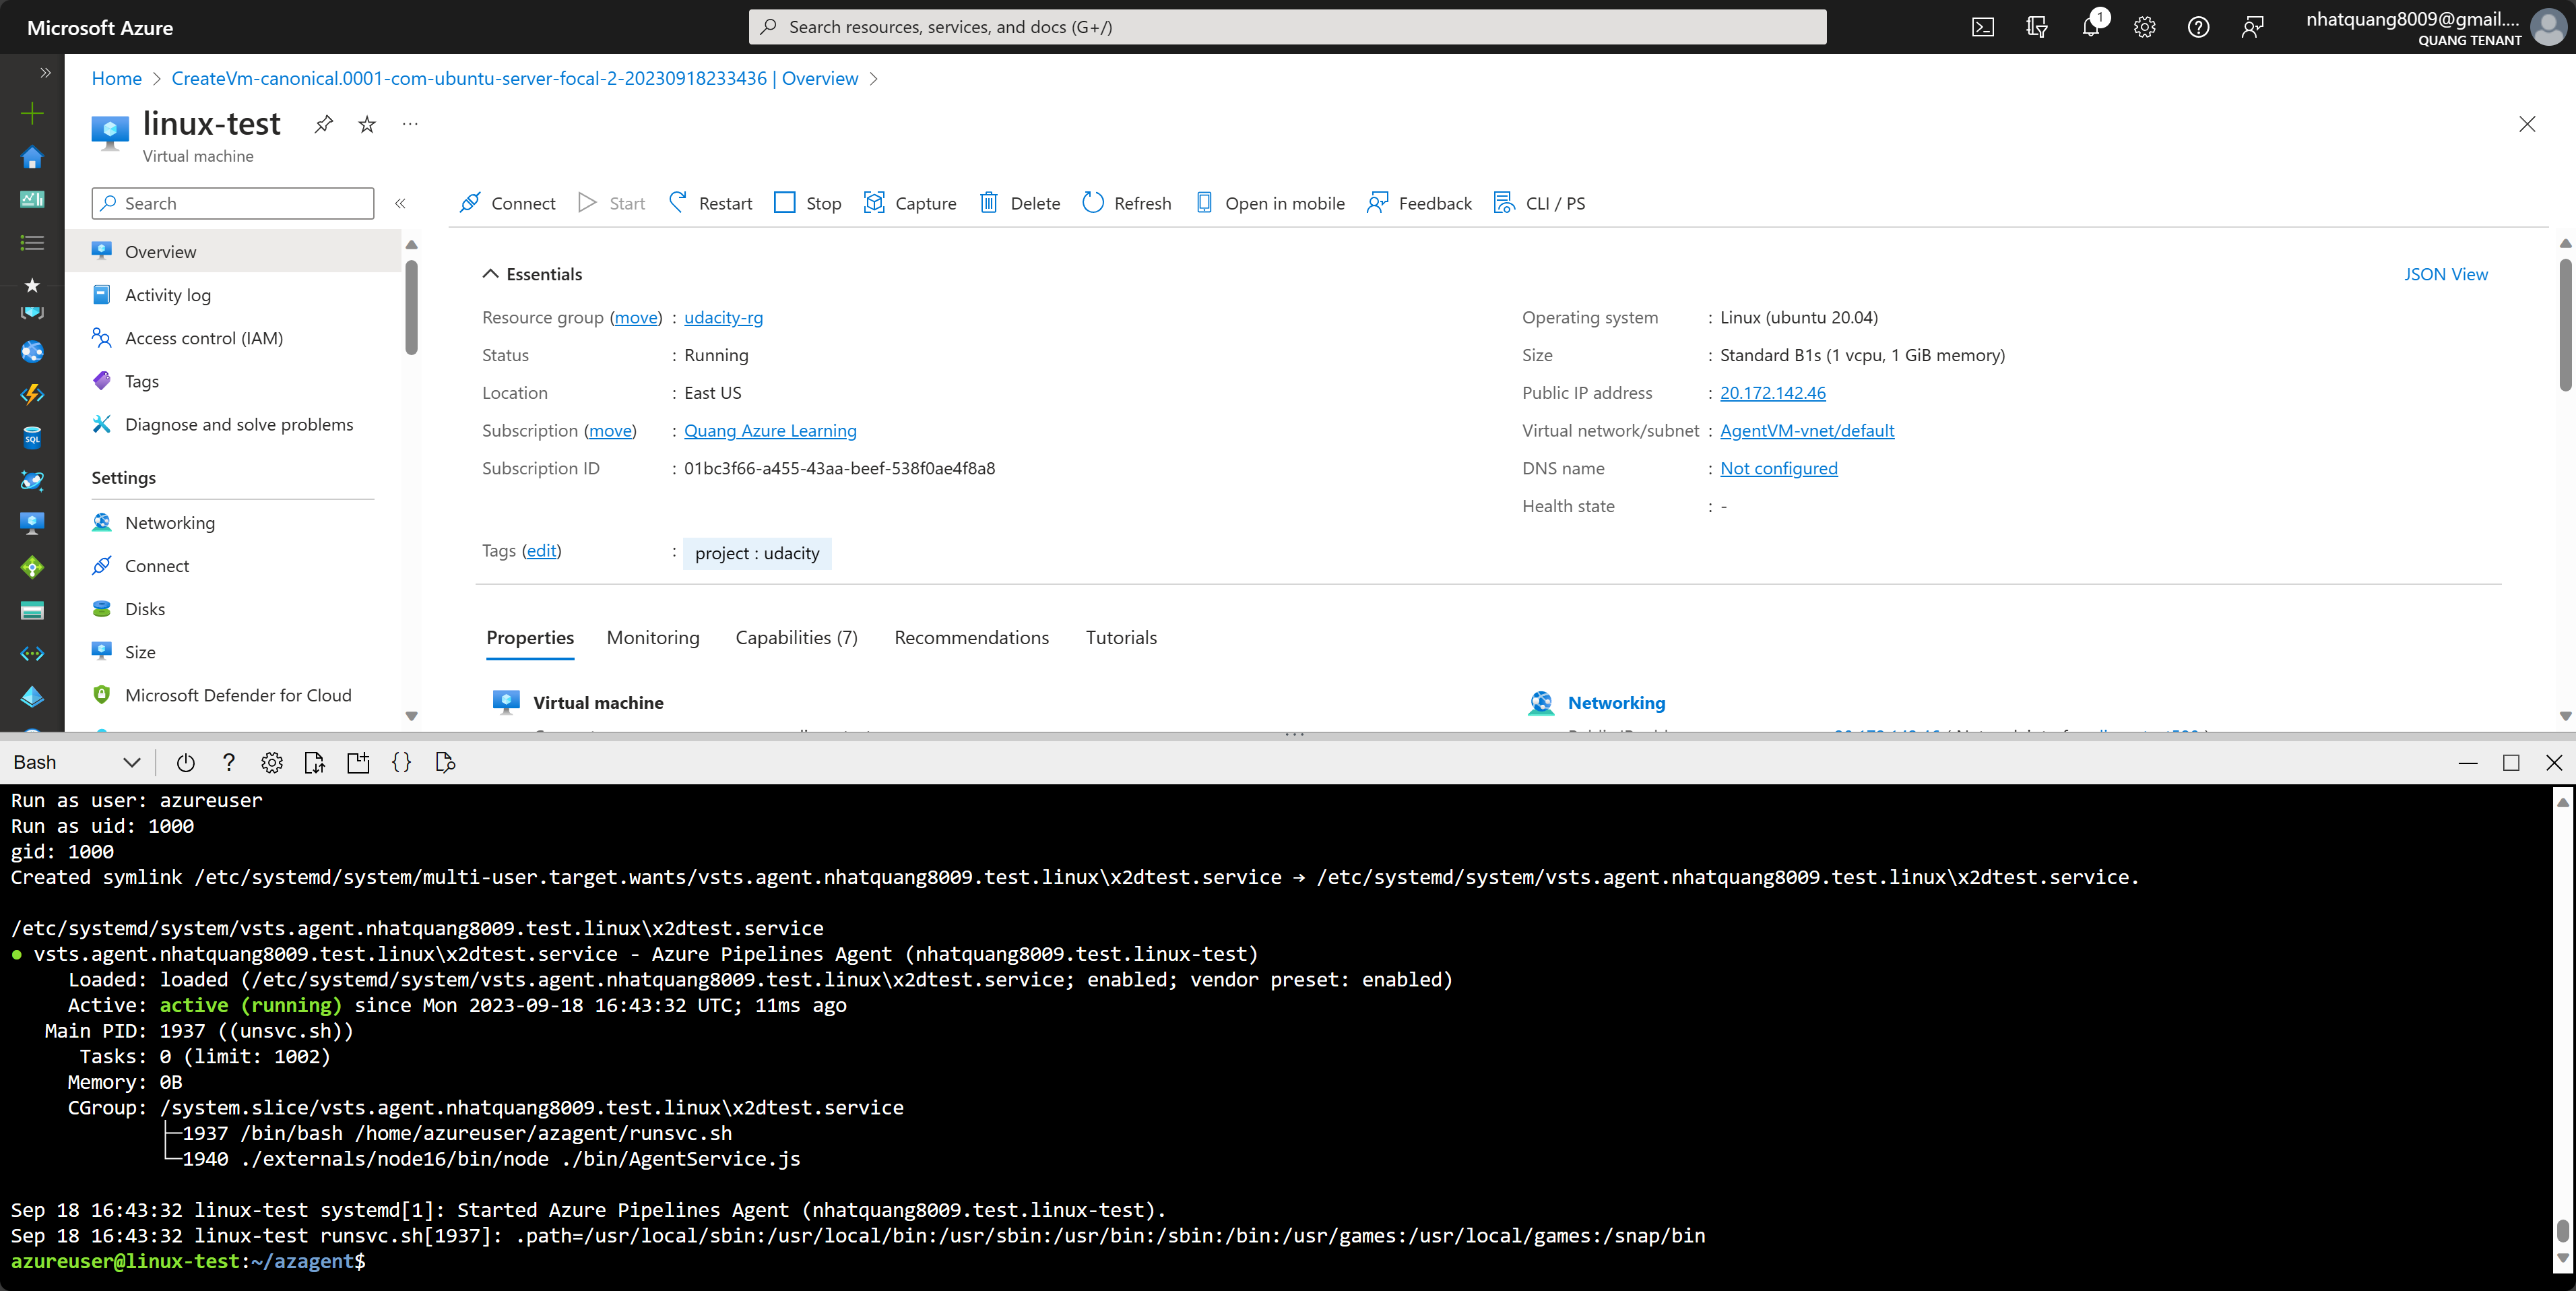 Microsoft Azure
Search resources, services, and docs (G+/)
1
nhatquang8009@gmail....
QUANG TENANT
Home > CreateVm-canonical.0001-com-ubuntu-server-focal-2-20230918233436 | Overview >
linux-test
Virtual machine
Search
Connect
Start
Restart
Stop
Capture
Delete
Refresh
Open in mobile
Feedback
CLI / PS
Overview
Activity log
Access control (IAM)
Tags
Diagnose and solve problems
Settings
Networking
Connect
Disks
Size
Microsoft Defender for Cloud
SQL
Essentials
JSON View
Resource group (move) : udacity-rg
Status : Running
Location : East US
Subscription (move) : Quang Azure Learning
Subscription ID : 01bc3f66-a455-43aa-beef-538f0ae4f8a8
Operating system : Linux (ubuntu 20.04)
Size : Standard B1s (1 vcpu, 1 GiB memory)
Public IP address : 20.172.142.46
Virtual network/subnet : AgentVM-vnet/default
DNS name : Not configured
Health state : -
Tags (edit) : project : udacity
Properties
Monitoring
Capabilities (7)
Recommendations
Tutorials
Virtual machine
Networking
Bash
Run as user: azureuser
Run as uid: 1000
gid: 1000
Created symlink /etc/systemd/system/multi-user.target.wants/vsts.agent.nhatquang8009.test.linux\x2dtest.service → /etc/systemd/system/vsts.agent.nhatquang8009.test.linux\x2dtest.service.
/etc/systemd/system/vsts.agent.nhatquang8009.test.linux\x2dtest.service
● vsts.agent.nhatquang8009.test.linux\x2dtest.service - Azure Pipelines Agent (nhatquang8009.test.linux-test)
Loaded: loaded (/etc/systemd/system/vsts.agent.nhatquang8009.test.linux\x2dtest.service; enabled; vendor preset: enabled)
Active: active (running) since Mon 2023-09-18 16:43:32 UTC; 11ms ago
Main PID: 1937 ((unsvc.sh))
Tasks: 0 (limit: 1002)
Memory: 0B
CGroup: /system.slice/vsts.agent.nhatquang8009.test.linux\x2dtest.service
├─1937 /bin/bash /home/azureuser/azagent/runsvc.sh
└─1940 ./externals/node16/bin/node ./bin/AgentService.js
Sep 18 16:43:32 linux-test systemd[1]: Started Azure Pipelines Agent (nhatquang8009.test.linux-test).
Sep 18 16:43:32 linux-test runsvc.sh[1937]: .path=/usr/local/sbin:/usr/local/bin:/usr/sbin:/usr/bin:/sbin:/bin:/usr/games:/usr/local/games:/snap/bin
azureuser@linux-test:~/azagent$